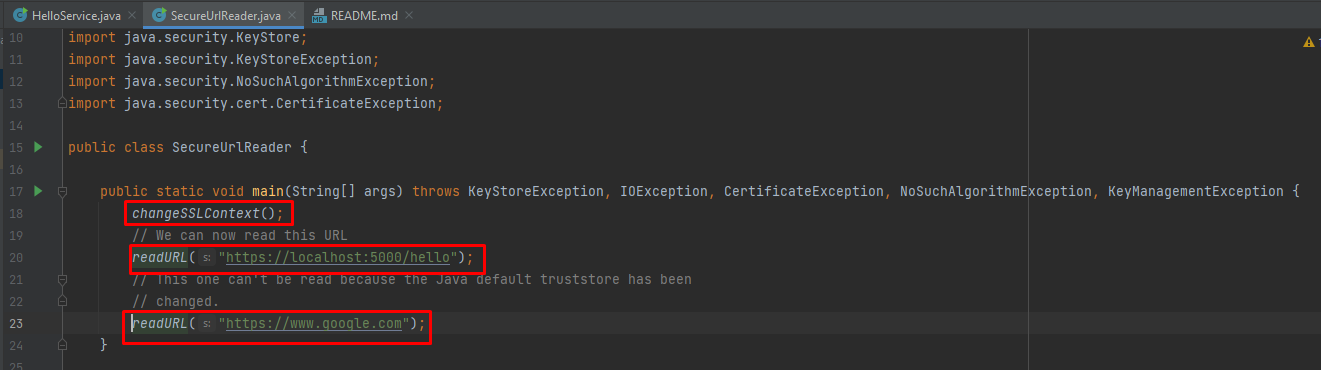 HelloService.java SecureUrlReader.java README.md
10 import java.security.KeyStore;
11 import java.security.KeyStoreException;
12 import java.security.NoSuchAlgorithmException;
13 import java.security.cert.CertificateException;
14
15 public class SecureUrlReader {
16
17 public static void main(String[] args) throws KeyStoreException, IOException, CertificateException, NoSuchAlgorithmException, KeyManagementException {
18 changeSSLContext();
19 // We can now read this URL
20 readURL( s: "https://localhost:5000/hello");
21 // This one can't be read because the Java default truststore has been
22 // changed.
23 readURL( s: "https://www.google.com");
24 }
25